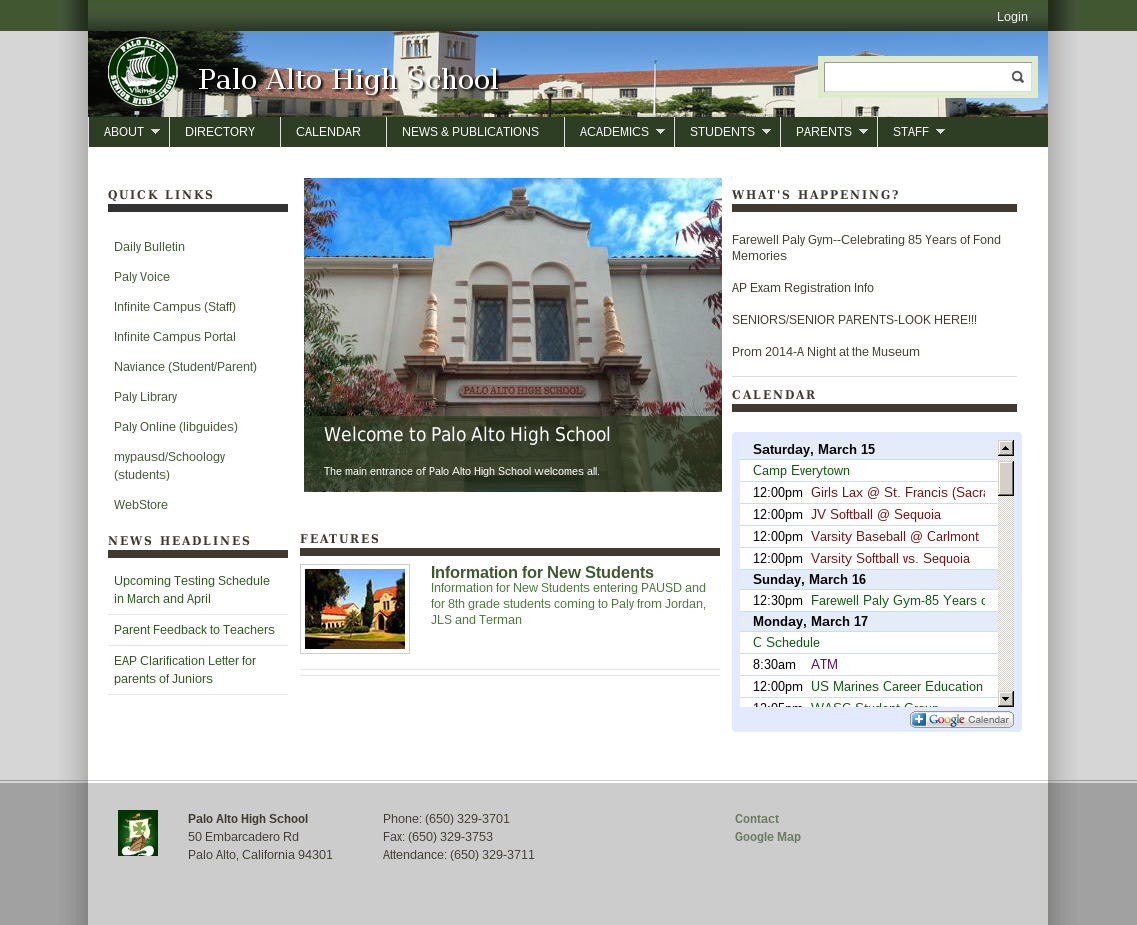 Login
PALO ALTO
SENIOR HIGH SCHOOL
Vikings
Palo Alto High School
ABOUT
DIRECTORY
CALENDAR
NEWS & PUBLICATIONS
ACADEMICS
STUDENTS
PARENTS
STAFF
QUICK LINKS
Daily Bulletin
Paly Voice
Infinite Campus (Staff)
Infinite Campus Portal
Naviance (Student/Parent)
Paly Library
Paly Online (libguides)
mypausd/Schoology
(students)
WebStore
NEWS HEADLINES
Upcoming Testing Schedule
in March and April
Parent Feedback to Teachers
EAP Clarification Letter for
parents of Juniors
PALO ALTO HIGH SCHOOL
Welcome to Palo Alto High School
The main entrance of Palo Alto High School welcomes all.
FEATURES
Information for New Students
Information for New Students entering PAUSD and
for 8th grade students coming to Paly from Jordan,
JLS and Terman
WHAT'S HAPPENING?
Farewell Paly Gym--Celebrating 85 Years of Fond
Memories
AP Exam Registration Info
SENIORS/SENIOR PARENTS-LOOK HERE!!!
Prom 2014-A Night at the Museum
CALENDAR
Saturday, March 15
Camp Everytown
12:00pm Girls Lax @ St. Francis (Sacra
12:00pm JV Softball @ Sequoia
12:00pm Varsity Baseball @ Carlmont
12:00pm Varsity Softball vs. Sequoia
Sunday, March 16
12:30pm Farewell Paly Gym-85 Years o
Monday, March 17
C Schedule
8:30am ATM
12:00pm US Marines Career Education
12:05pm WASC Student Group
Google Calendar
Palo Alto High School
50 Embarcadero Rd
Palo Alto, California 94301
Phone: (650) 329-3701
Fax: (650) 329-3753
Attendance: (650) 329-3711
Contact
Google Map